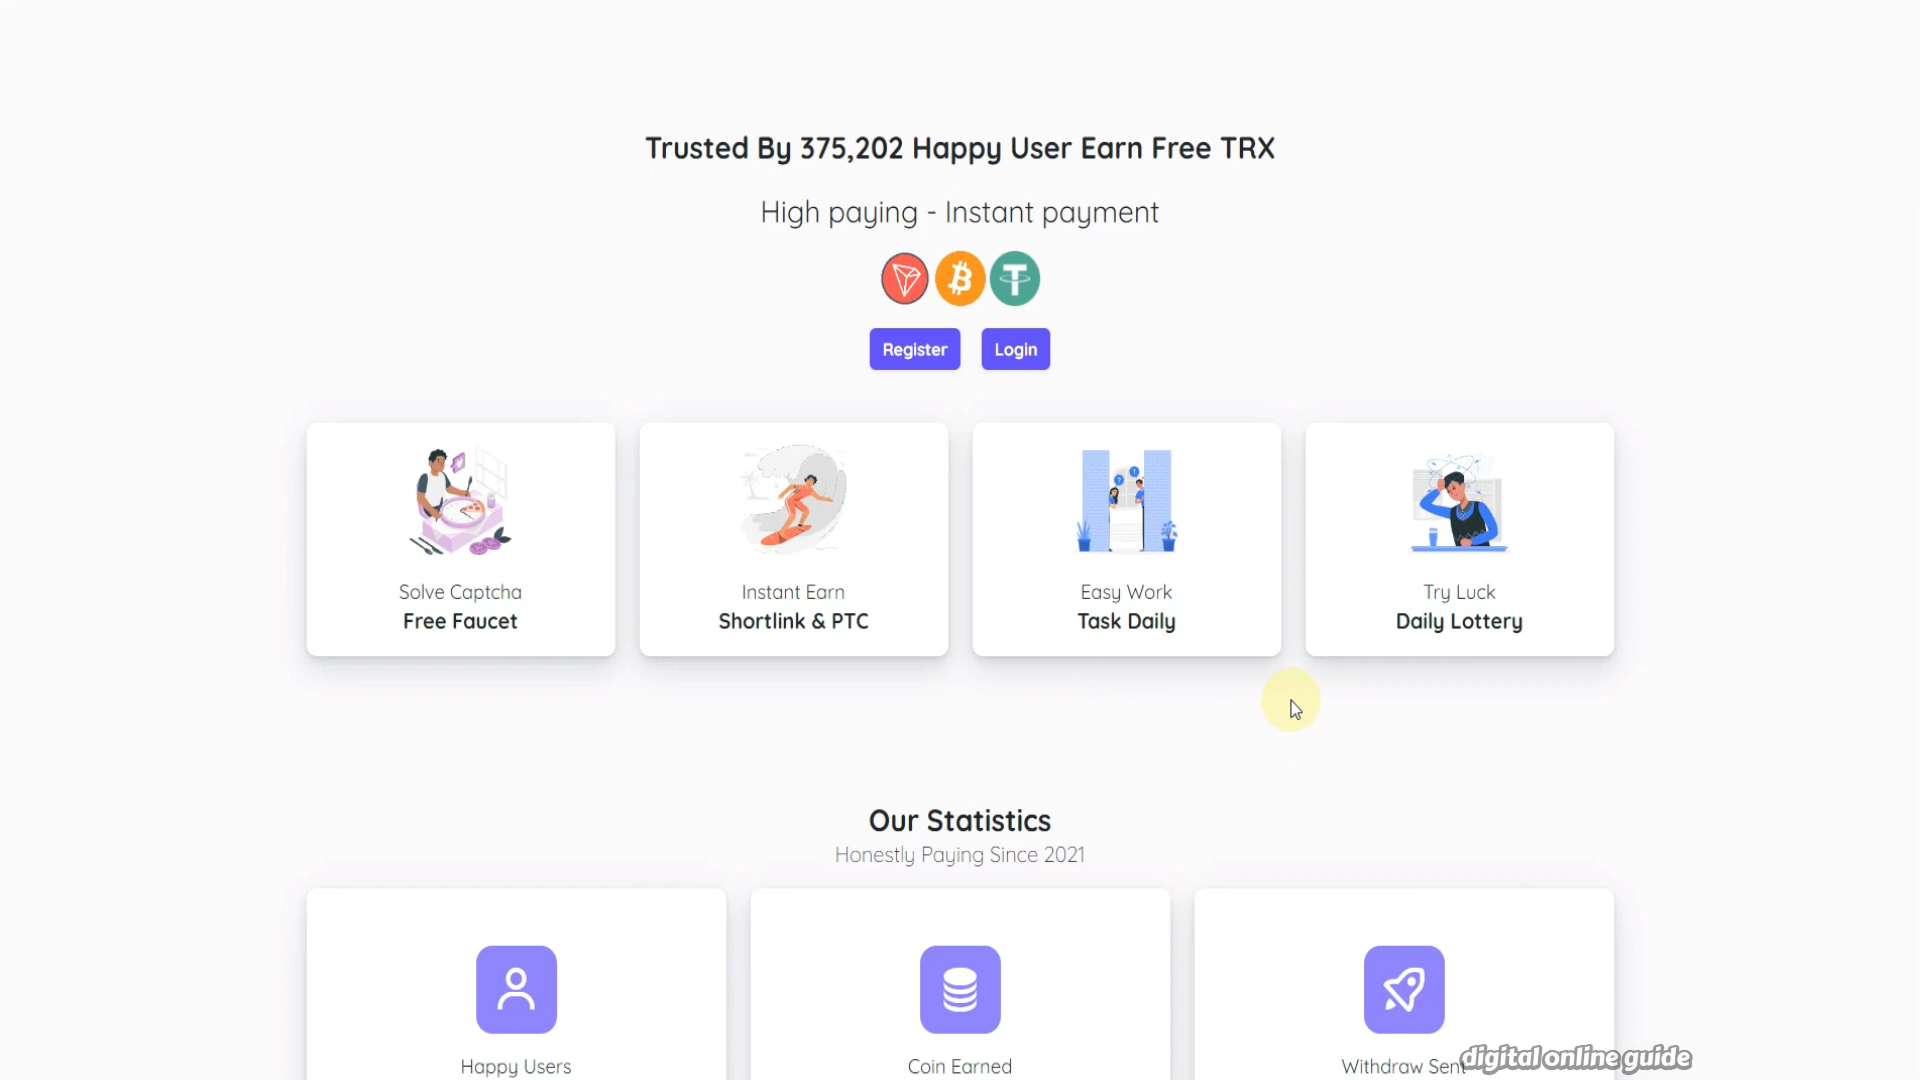 Trusted By 375,202 Happy User Earn Free TRX
High paying - Instant payment
Register
Login
Solve Captcha
Free Faucet
Instant Earn
Shortlink & PTC
Easy Work
Task Daily
Try Luck
Daily Lottery
Our Statistics
Honestly Paying Since 2021
Happy Users
Coin Earned
Withdraw Sent
digital online guide